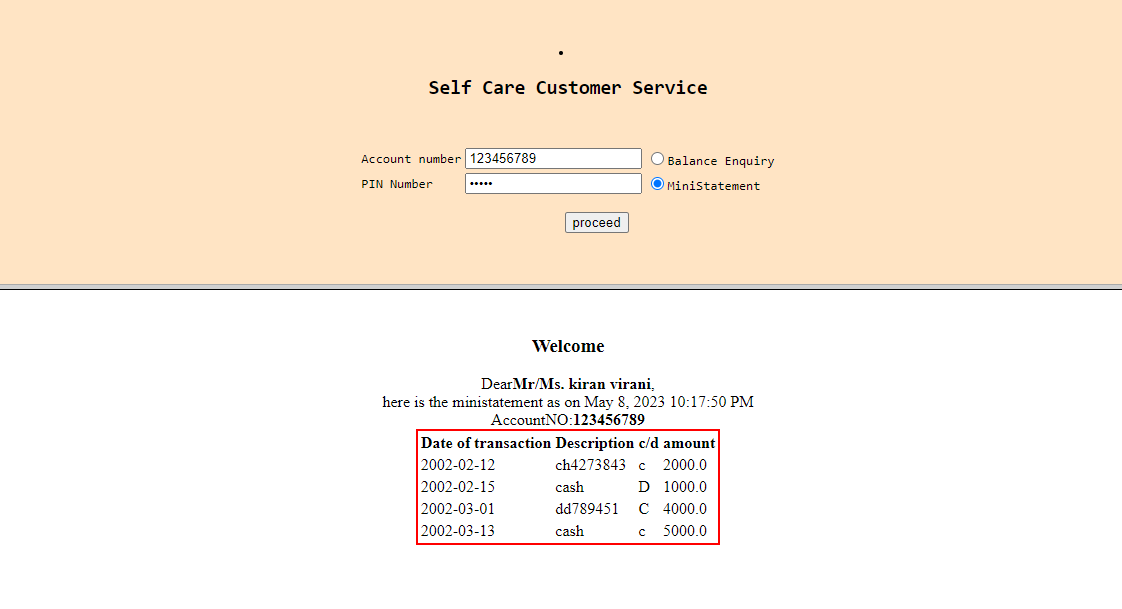 .
Self Care Customer Service
Account number 123456789 Balance Enquiry
PIN Number ••••• MiniStatement
proceed
Welcome
DearMr/Ms. kiran virani,
here is the ministatement as on May 8, 2023 10:17:50 PM
AccountNO:123456789
Date of transaction Description c/d amount
2002-02-12 ch4273843 c 2000.0
2002-02-15 cash D 1000.0
2002-03-01 dd789451 C 4000.0
2002-03-13 cash c 5000.0